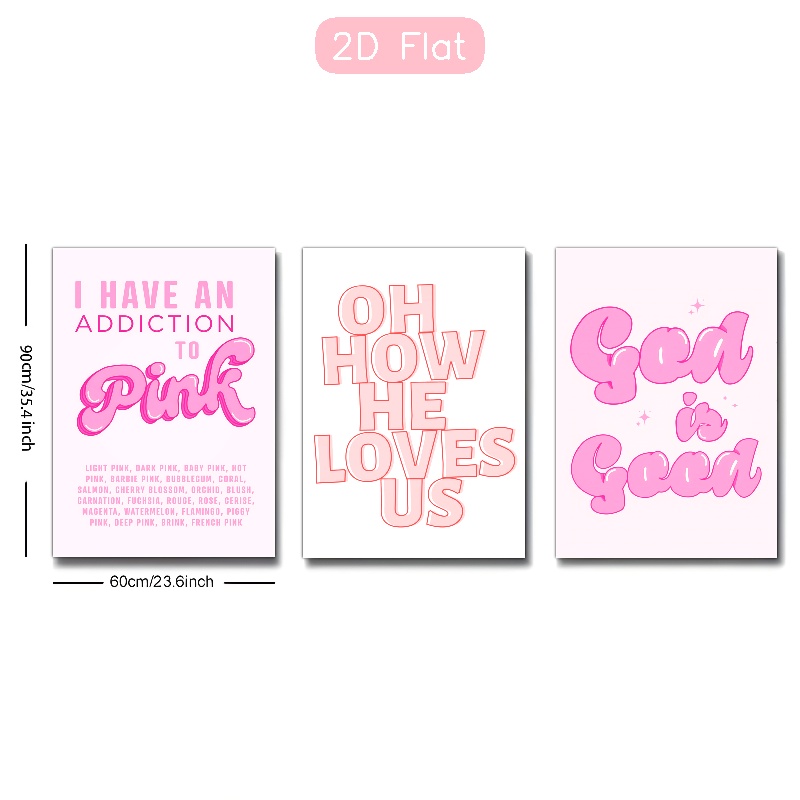 2D Flat
I HAVE AN
ADDICTION
TO
Pink
LIGHT PINK, DARK PINK, BABY PINK, HOT
PINK, BARBIE PINK, BUBBLEGUM, CORAL,
SALMON, CHERRY BLOSSOM, ORCHID, BLUSH,
CARNATION, FUCHSIA, ROUGE, ROSE, CERISE,
MAGENTA, WATERMELON, FLAMINGO, PIGGY
PINK, DEEP PINK, DRINK, FRENCH PINK
OH
HOW
HE
LOVES
US
God
is
Good
90cm/35.4 inch
60cm/23.6inch